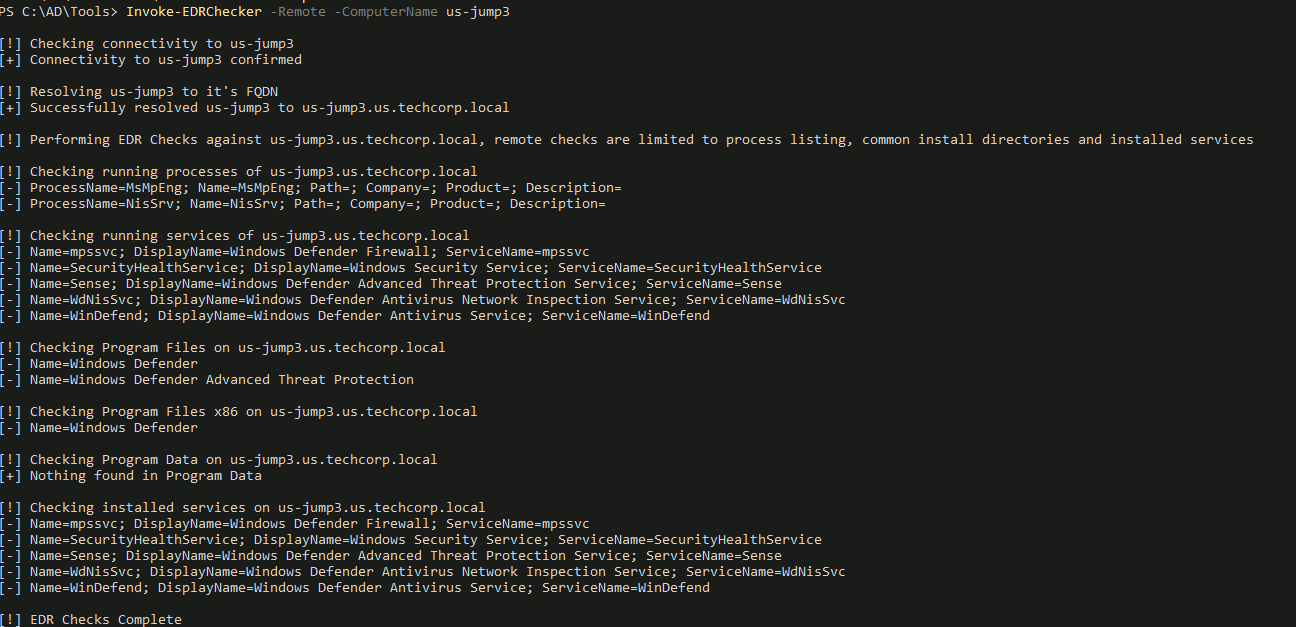 PS C:\AD\Tools> Invoke-EDRChecker -Remote -ComputerName us-jump3
[!] Checking connectivity to us-jump3
[+] Connectivity to us-jump3 confirmed
[!] Resolving us-jump3 to it's FQDN
[+] Successfully resolved us-jump3 to us-jump3.us.techcorp.local
[!] Performing EDR Checks against us-jump3.us.techcorp.local, remote checks are limited to process listing, common install directories and installed services
[!] Checking running processes of us-jump3.us.techcorp.local
[-] ProcessName=MsMpEng; Name=MsMpEng; Path=; Company=; Product=; Description=
[-] ProcessName=NisSrv; Name=NisSrv; Path=; Company=; Product=; Description=
[!] Checking running services of us-jump3.us.techcorp.local
[-] Name=mpssvc; DisplayName=Windows Defender Firewall; ServiceName=mpssvc
[-] Name=SecurityHealthService; DisplayName=Windows Security Service; ServiceName=SecurityHealthService
[-] Name=Sense; DisplayName=Windows Defender Advanced Threat Protection Service; ServiceName=Sense
[-] Name=WdNisSvc; DisplayName=Windows Defender Antivirus Network Inspection Service; ServiceName=WdNisSvc
[-] Name=WinDefend; DisplayName=Windows Defender Antivirus Service; ServiceName=WinDefend
[!] Checking Program Files on us-jump3.us.techcorp.local
[-] Name=Windows Defender
[-] Name=Windows Defender Advanced Threat Protection
[!] Checking Program Files x86 on us-jump3.us.techcorp.local
[-] Name=Windows Defender
[!] Checking Program Data on us-jump3.us.techcorp.local
[+] Nothing found in Program Data
[!] Checking installed services on us-jump3.us.techcorp.local
[-] Name=mpssvc; DisplayName=Windows Defender Firewall; ServiceName=mpssvc
[-] Name=SecurityHealthService; DisplayName=Windows Security Service; ServiceName=SecurityHealthService
[-] Name=Sense; DisplayName=Windows Defender Advanced Threat Protection Service; ServiceName=Sense
[-] Name=WdNisSvc; DisplayName=Windows Defender Antivirus Network Inspection Service; ServiceName=WdNisSvc
[-] Name=WinDefend; DisplayName=Windows Defender Antivirus Service; ServiceName=WinDefend
[!] EDR Checks Complete